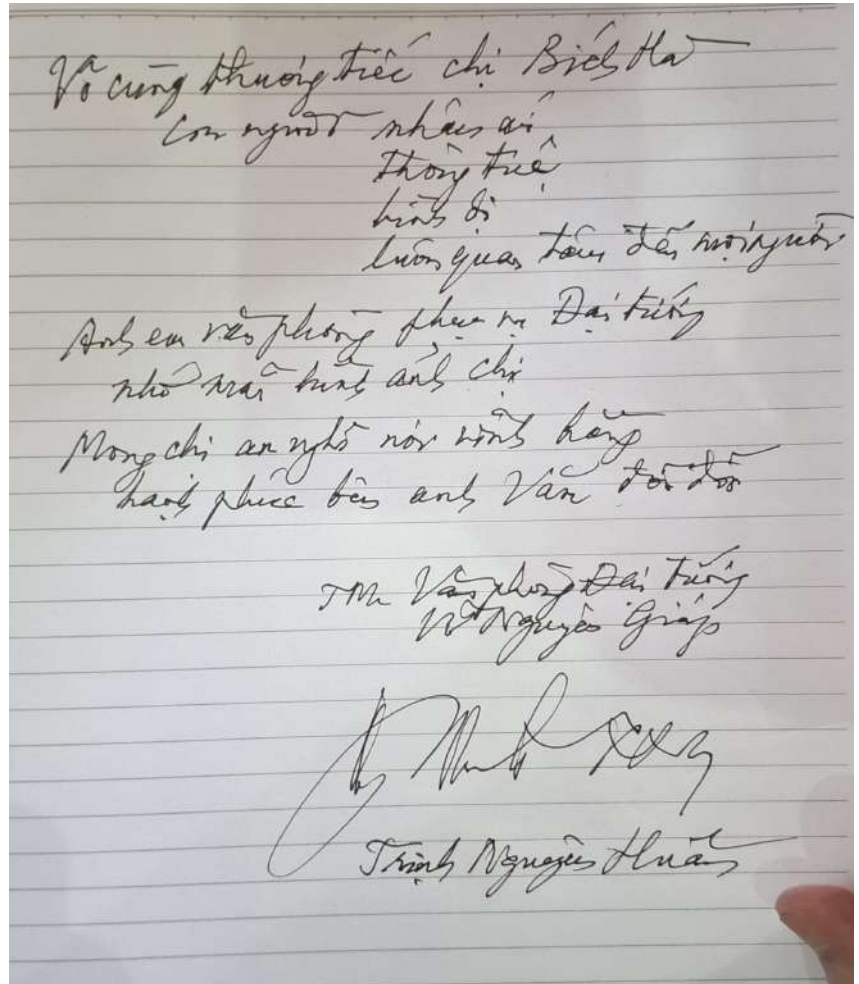 Vô cùng thương tiếc chị Bích Hà
Con người nhân ái
thông tuệ
bình dị
luôn quan tâm đến mọi người
Anh em văn phòng phục vụ Đại tướng
nhớ mãi hình ảnh chị
Mong chị an nghỉ nơi vĩnh hằng
hạnh phúc bên anh Văn đời đời
TM Văn phòng Đại tướng
Võ Nguyên Giáp
Trịnh Nguyên Huân